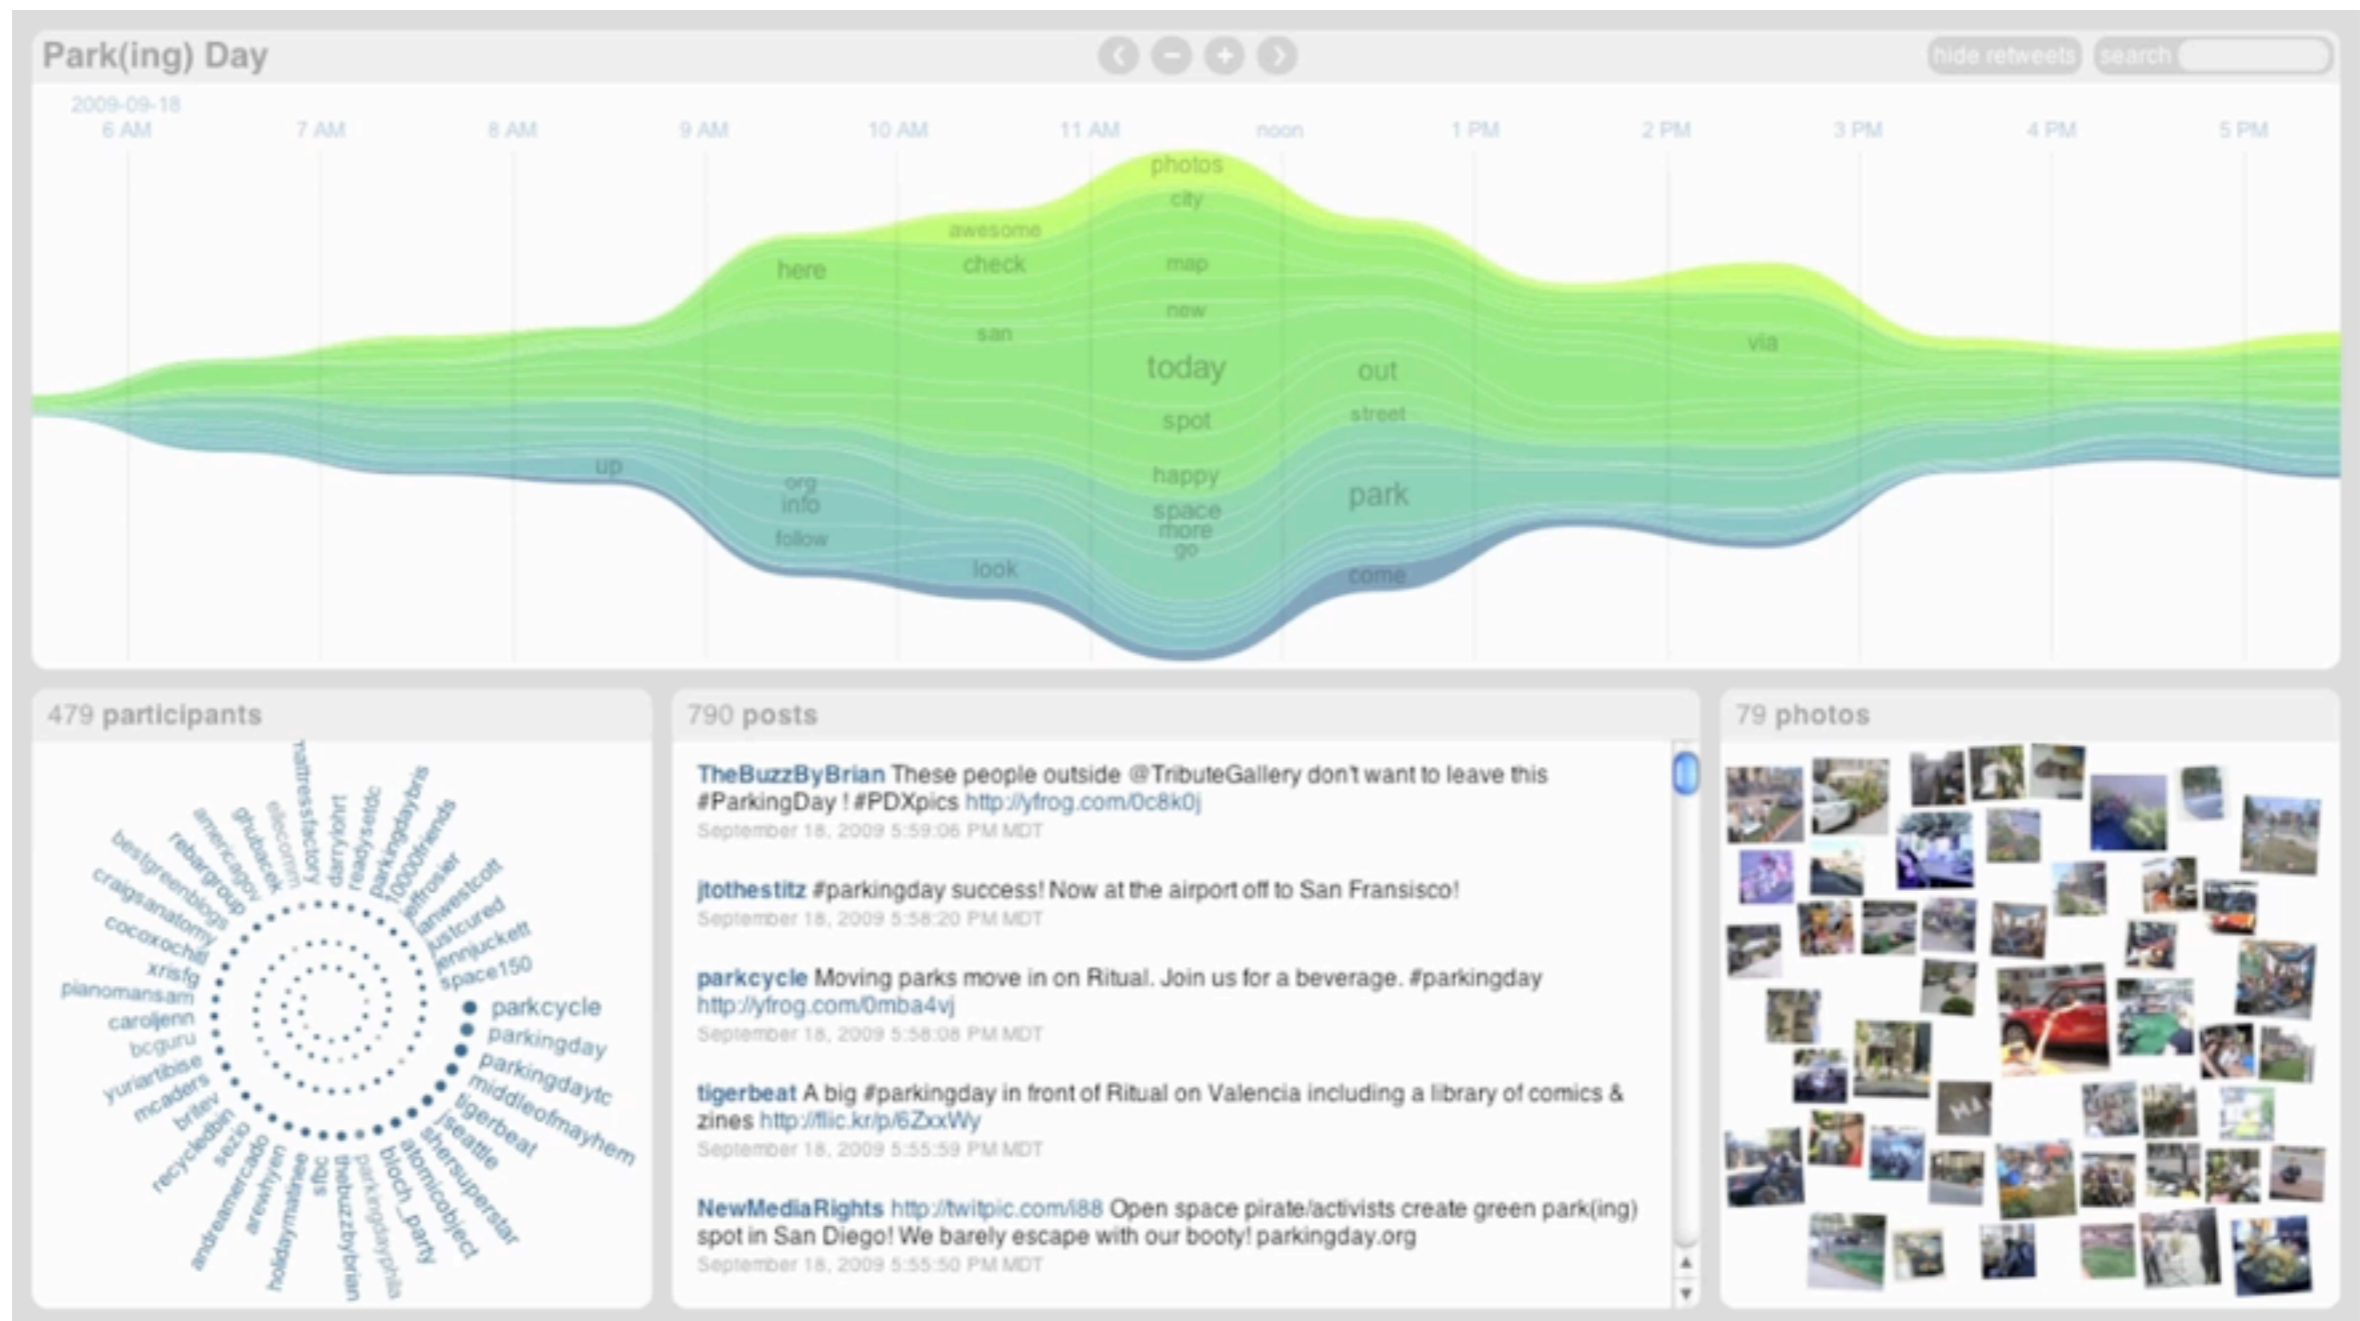 Park(ing) Day
hide retweets
search
2009-09-18
6 AM 7 AM 8 AM 9 AM 10 AM 11 AM noon 1 PM 2 PM 3 PM 4 PM 5 PM
photos
city
awesome
here
check
map
new
san
via
today
out
street
spot
up
happy
org
info
park
space
more
go
follow
look
come
479 participants
mattressfactory
ellecomm
ghubacek
americagov
rebargroup
bestgreenblogs
craigsanatomy
cocoxochitl
xrisfg
pianomansam
caroljenn
bcguru
yuriartibise
mcaders
britev
recycledbin
sezio
andreamercado
arewhyen
holidaymatinee
sfbc
thebuzzbybrian
parkingdayphila
bloch_party
atomicobject
shersuperstar
jseattle
tigerbeat
middleofmayhem
parkingdaytc
parkingday
parkcycle
space150
jennjuckett
justcured
ianwestcott
jeffrosier
1000friends
parkingdaybris
readysetdc
darrylohrt
790 posts
TheBuzzByBrian These people outside @TributeGallery don't want to leave this
#ParkingDay ! #PDXpics http://yfrog.com/0c8k0j
September 18, 2009 5:59:06 PM MDT
jtothestitz #parkingday success! Now at the airport off to San Fransisco!
September 18, 2009 5:58:20 PM MDT
parkcycle Moving parks move in on Ritual. Join us for a beverage. #parkingday
http://yfrog.com/0mba4vj
September 18, 2009 5:58:08 PM MDT
tigerbeat A big #parkingday in front of Ritual on Valencia including a library of comics &
zines http://flic.kr/p/6ZxxWy
September 18, 2009 5:55:59 PM MDT
NewMediaRights http://twitpic.com/i88 Open space pirate/activists create green park(ing)
spot in San Diego! We barely escape with our booty! parkingday.org
September 18, 2009 5:55:50 PM MDT
79 photos